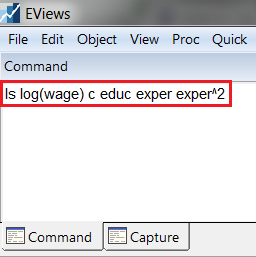 EViews
File Edit Object View Proc Quick
Command
ls log(wage) c educ exper exper^2
Command Capture